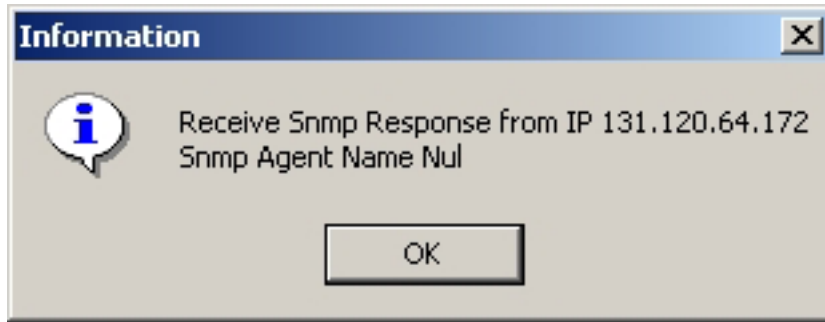 Information
Receive Snmp Response from IP 131.120.64.172
Snmp Agent Name Nul
OK